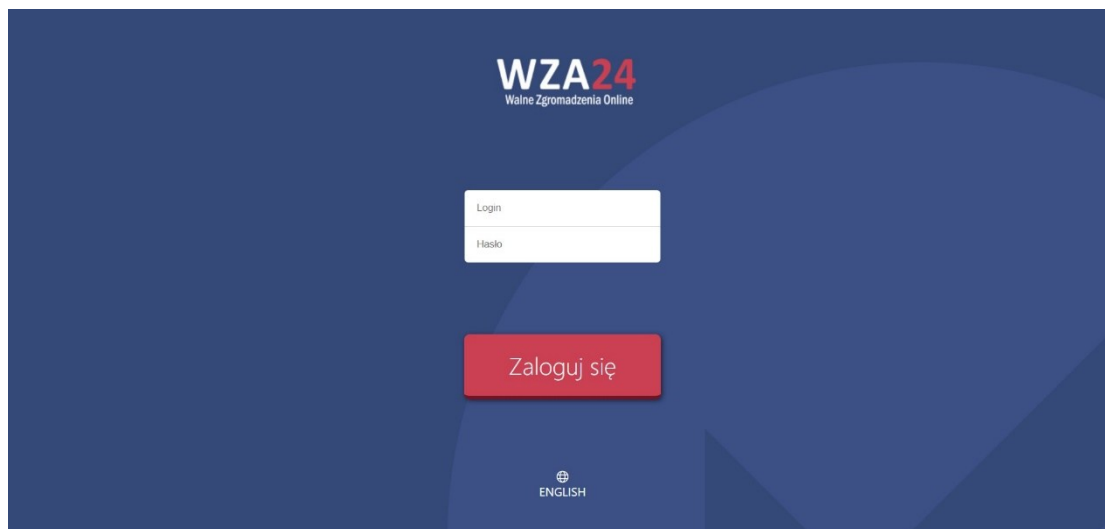 WZA24
Walne Zgromadzenia Online
Login
Hasło
Zaloguj się
ENGLISH